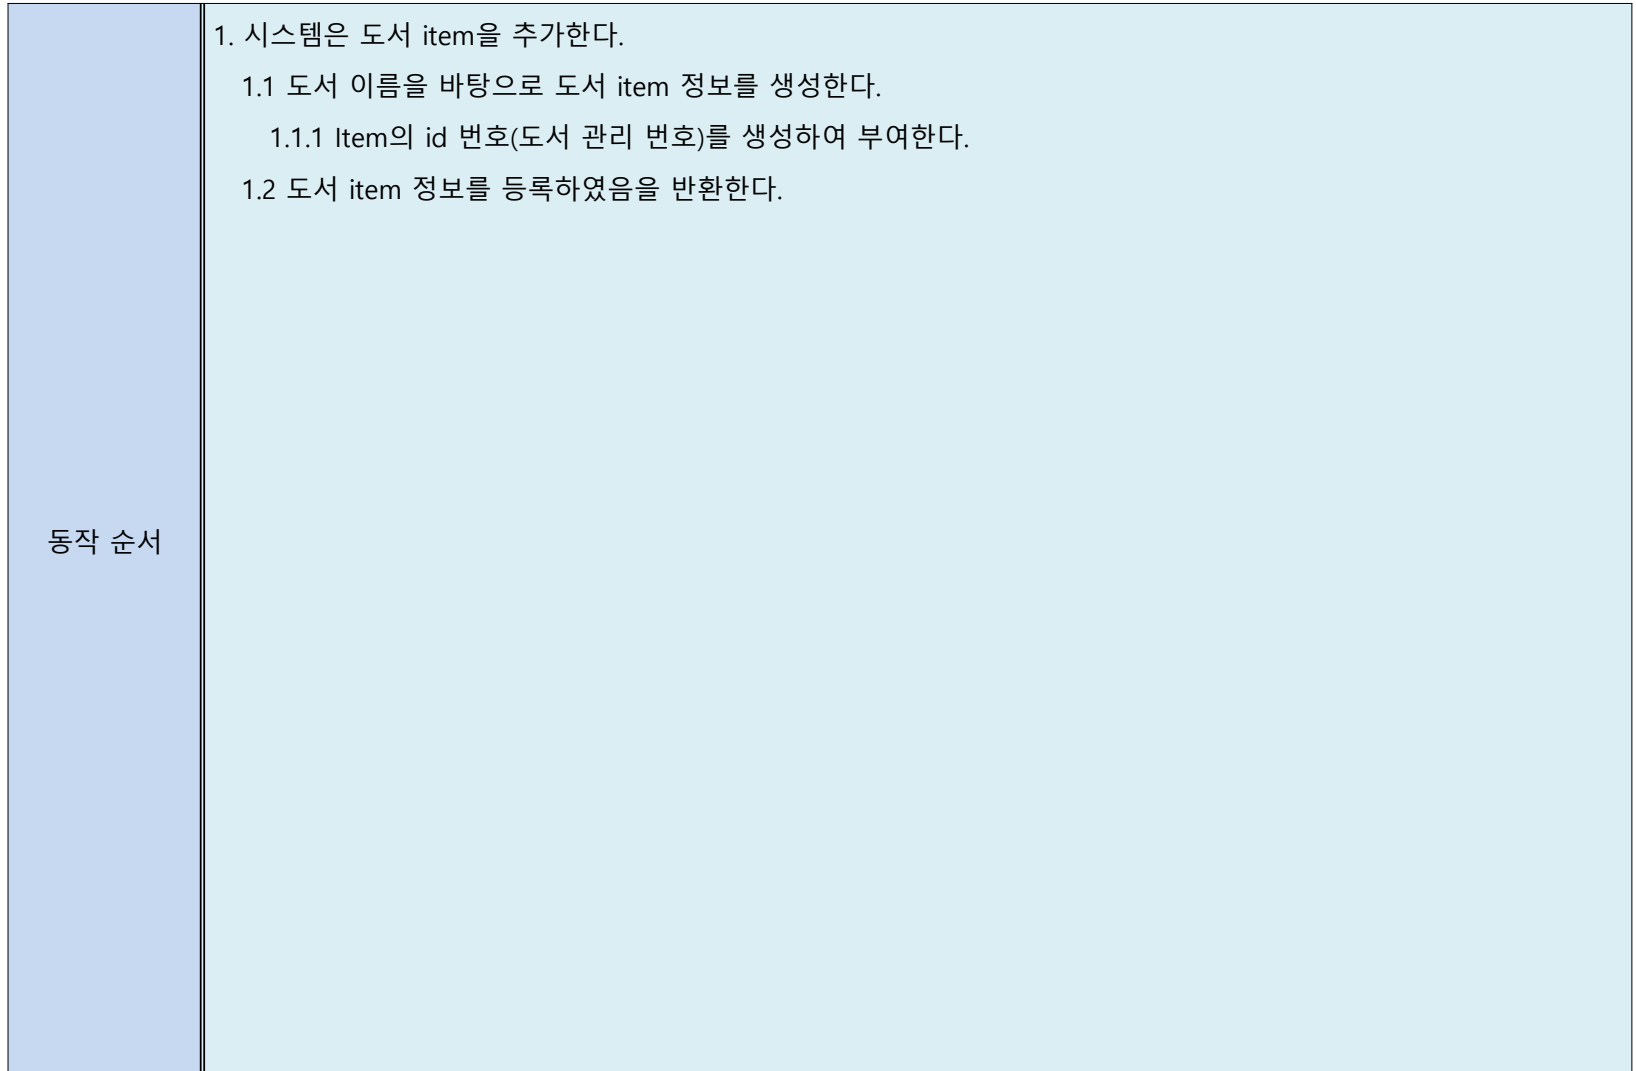 1. 시스템은 도서 item을 추가한다.
1.1 도서 이름을 바탕으로 도서 item 정보를 생성한다.
1.1.1 Item의 id 번호(도서 관리 번호)를 생성하여 부여한다.
1.2 도서 item 정보를 등록하였음을 반환한다.
동작 순서